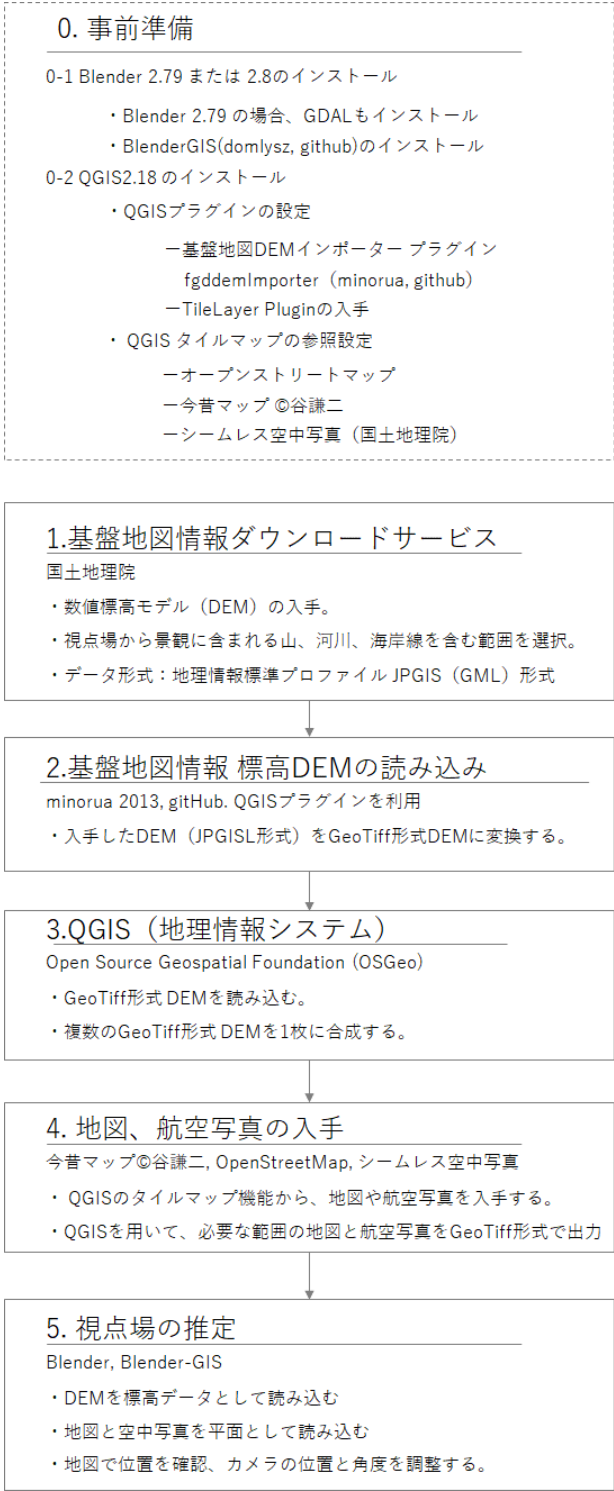 0. 事前準備
0-1 Blender 2.79 または 2.8のインストール
・Blender 2.79 の場合、GDALもインストール
・BlenderGIS(domlysz, github)のインストール
0-2 QGIS2.18 のインストール
・QGISプラグインの設定
ー基盤地図DEMインポーター プラグイン
fgddemImporter（minorua, github）
ーTileLayer Pluginの入手
・ QGIS タイルマップの参照設定
ーオープンストリートマップ
ー今昔マップ ©谷謙二
ーシームレス空中写真（国土地理院）
1.基盤地図情報ダウンロードサービス
国土地理院
・数値標高モデル（DEM）の入手。
・視点場から景観に含まれる山、河川、海岸線を含む範囲を選択。
・データ形式：地理情報標準プロファイル JPGIS（GML）形式
2.基盤地図情報 標高DEMの読み込み
minorua 2013, gitHub. QGISプラグインを利用
・入手したDEM（JPGISL形式）をGeoTiff形式DEMに変換する。
3.QGIS（地理情報システム）
Open Source Geospatial Foundation (OSGeo)
・GeoTiff形式 DEMを読み込む。
・複数のGeoTiff形式 DEMを1枚に合成する。
4. 地図、航空写真の入手
今昔マップ©谷謙二, OpenStreetMap, シームレス空中写真
・ QGISのタイルマップ機能から、地図や航空写真を入手する。
・QGISを用いて、必要な範囲の地図と航空写真をGeoTiff形式で出力
5. 視点場の推定
Blender, Blender-GIS
・DEMを標高データとして読み込む
・地図と空中写真を平面として読み込む
・地図で位置を確認、カメラの位置と角度を調整する。